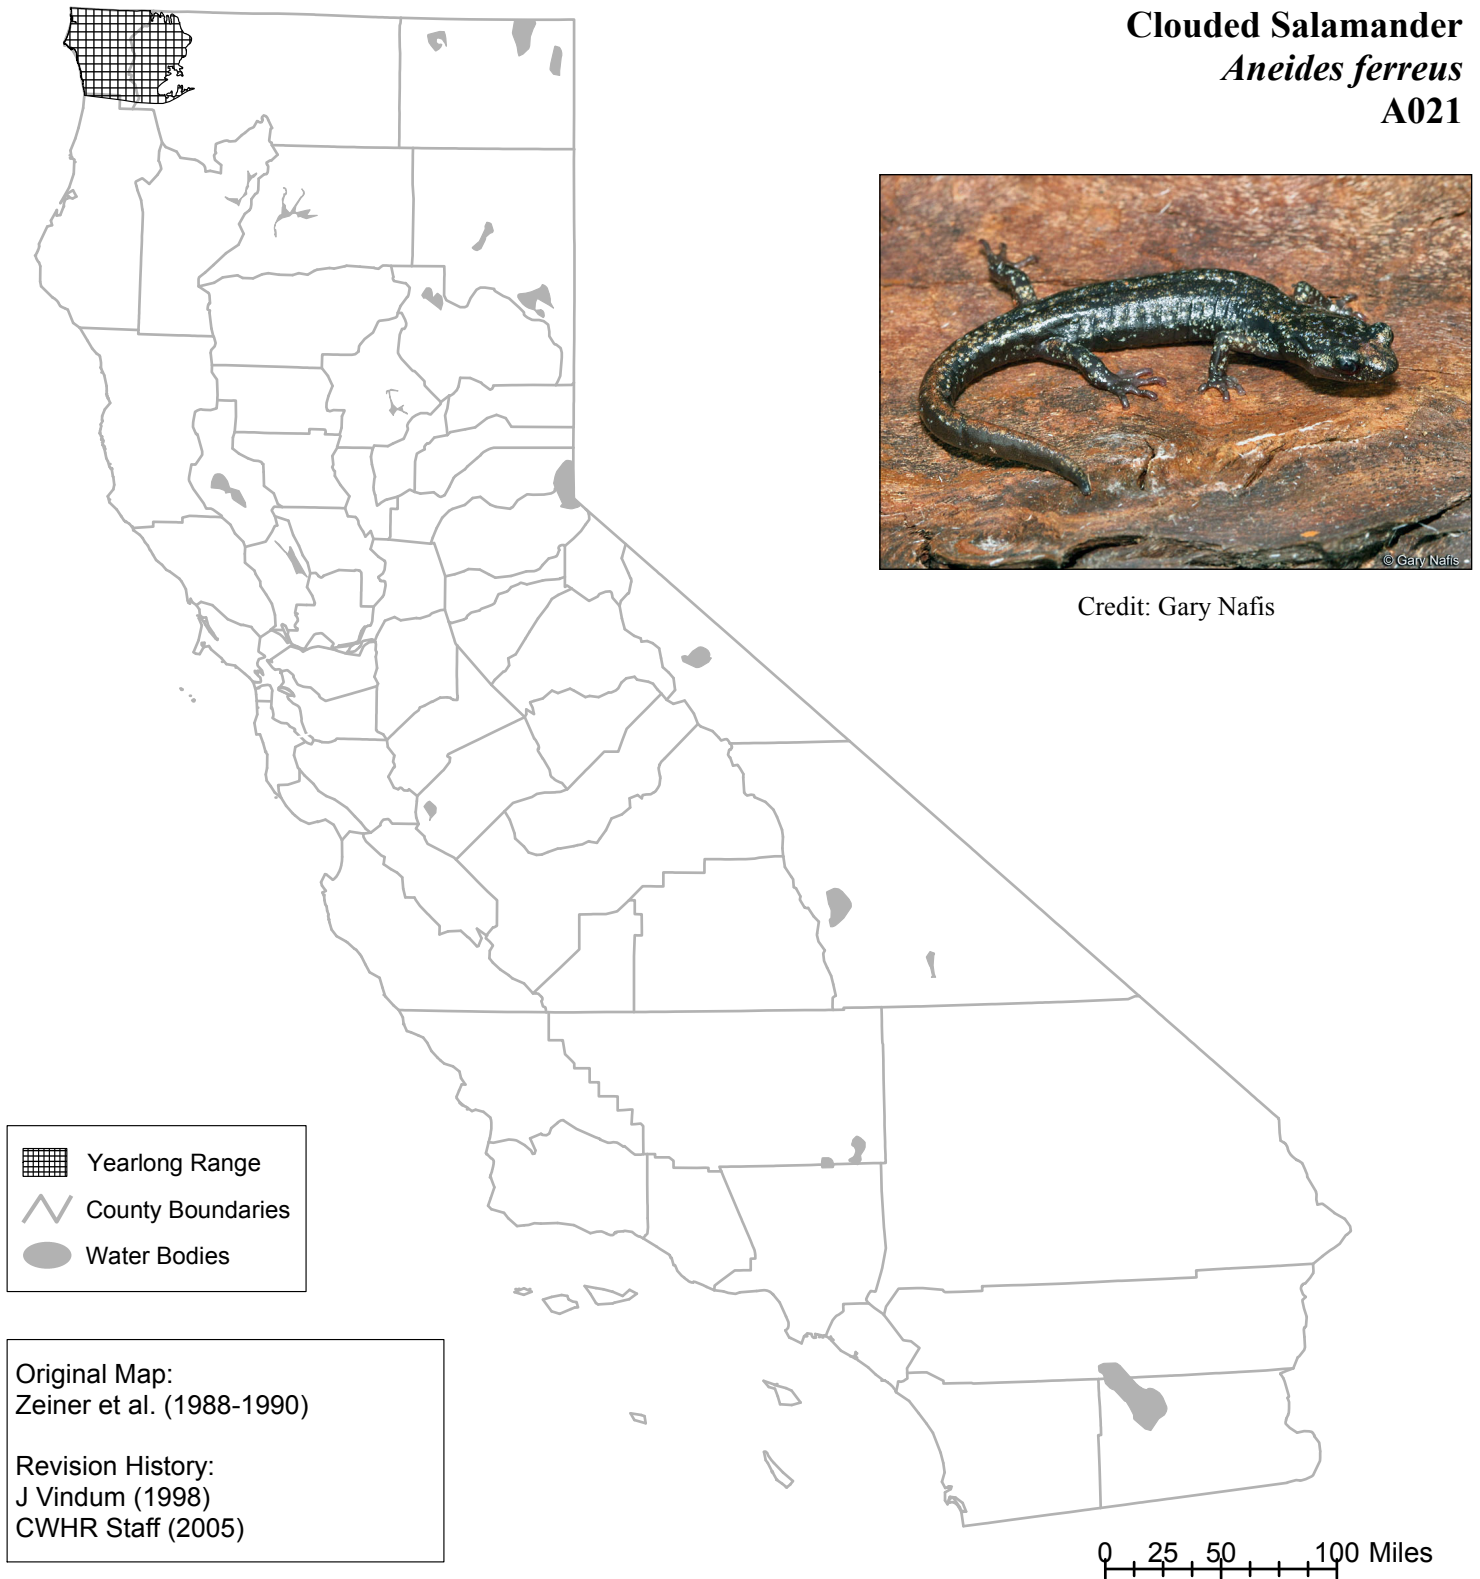 Clouded Salamander
Aneides ferreus
A021
© Gary Nafis
Credit: Gary Nafis
Yearlong Range
County Boundaries
Water Bodies
Original Map:
Zeiner et al. (1988-1990)
Revision History:
J Vindum (1998)
CWHR Staff (2005)
0 25 50 100 Miles